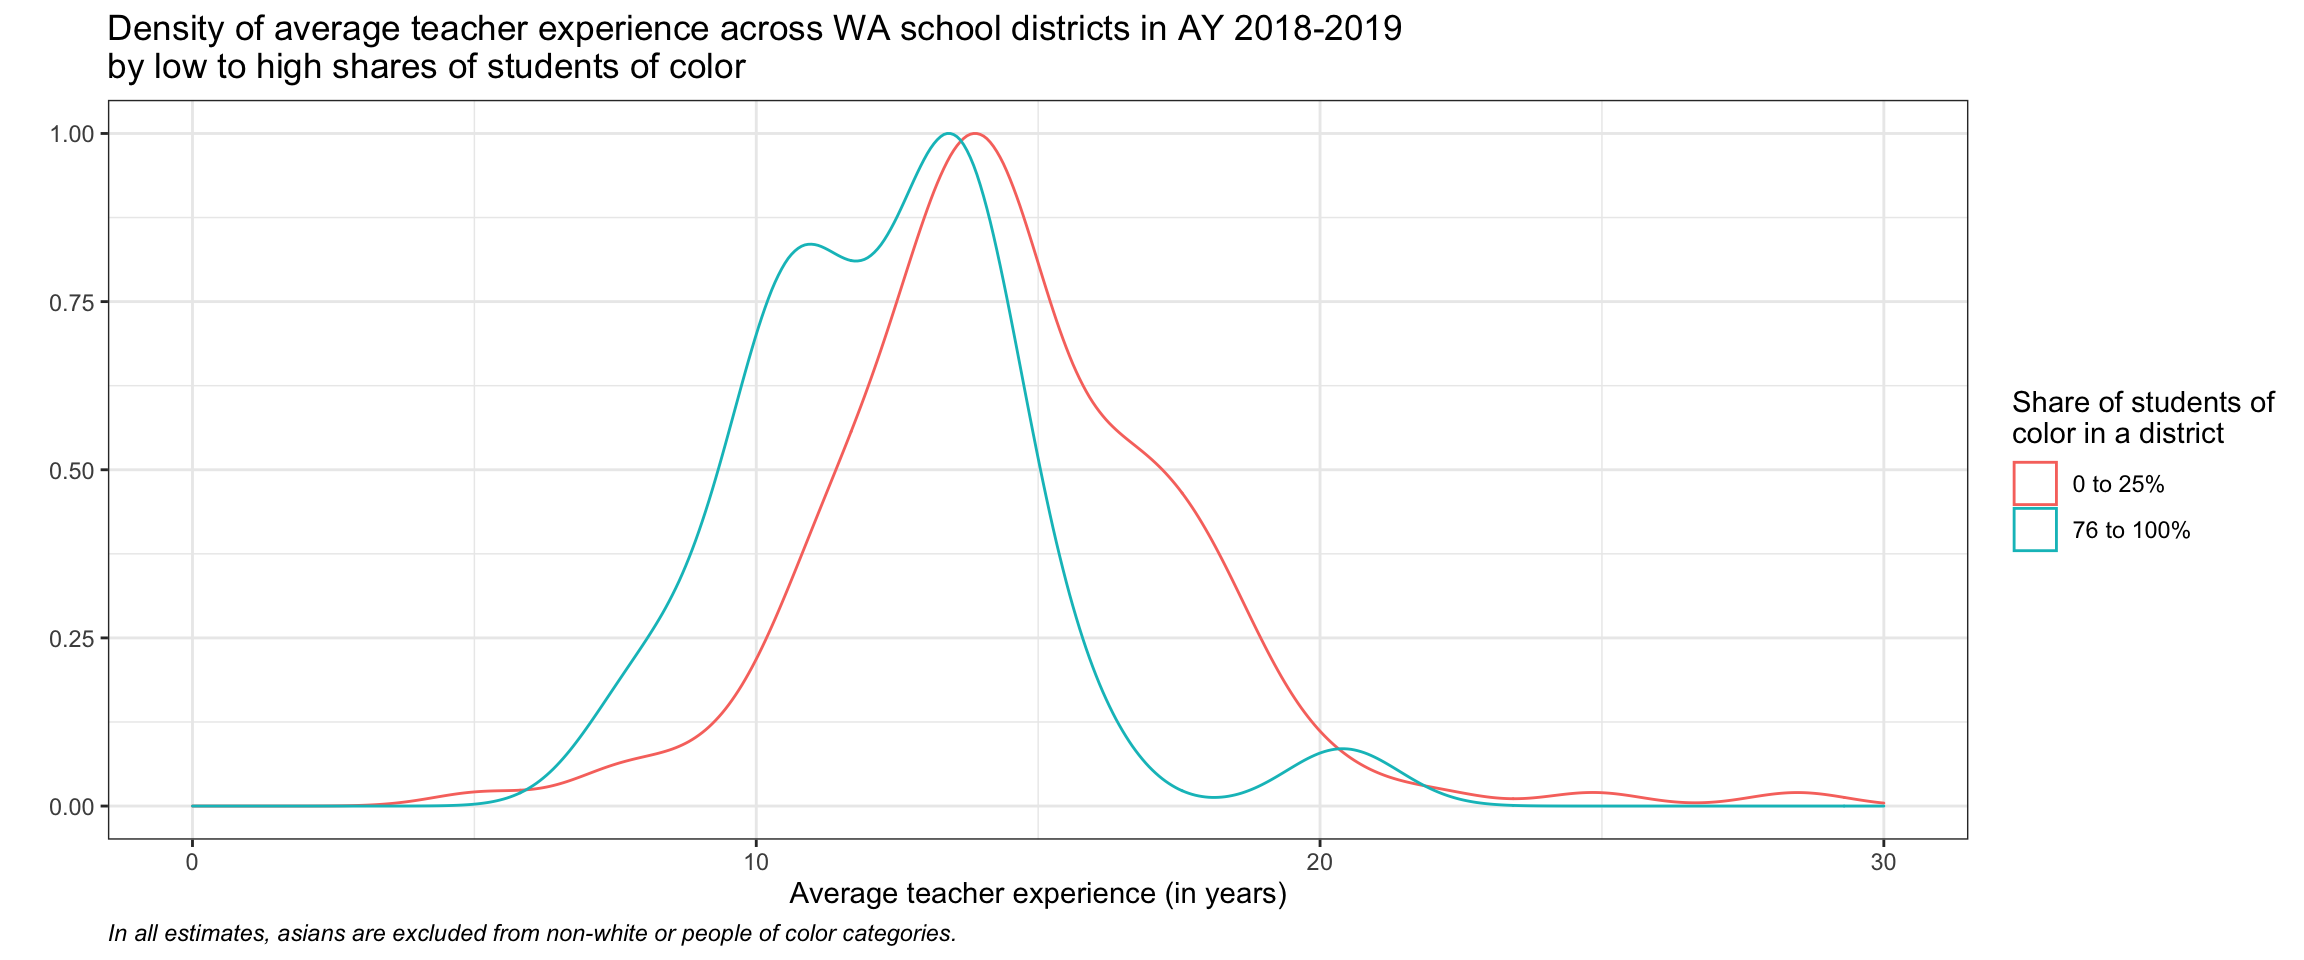 Density of average teacher experience across WA school districts in AY 2018-2019
by low to high shares of students of color
1.00
0.75
0.50
0.25
0.00
0
10
20
30
Average teacher experience (in years)
In all estimates, asians are excluded from non-white or people of color categories.
Share of students of
color in a district
0 to 25%
76 to 100%